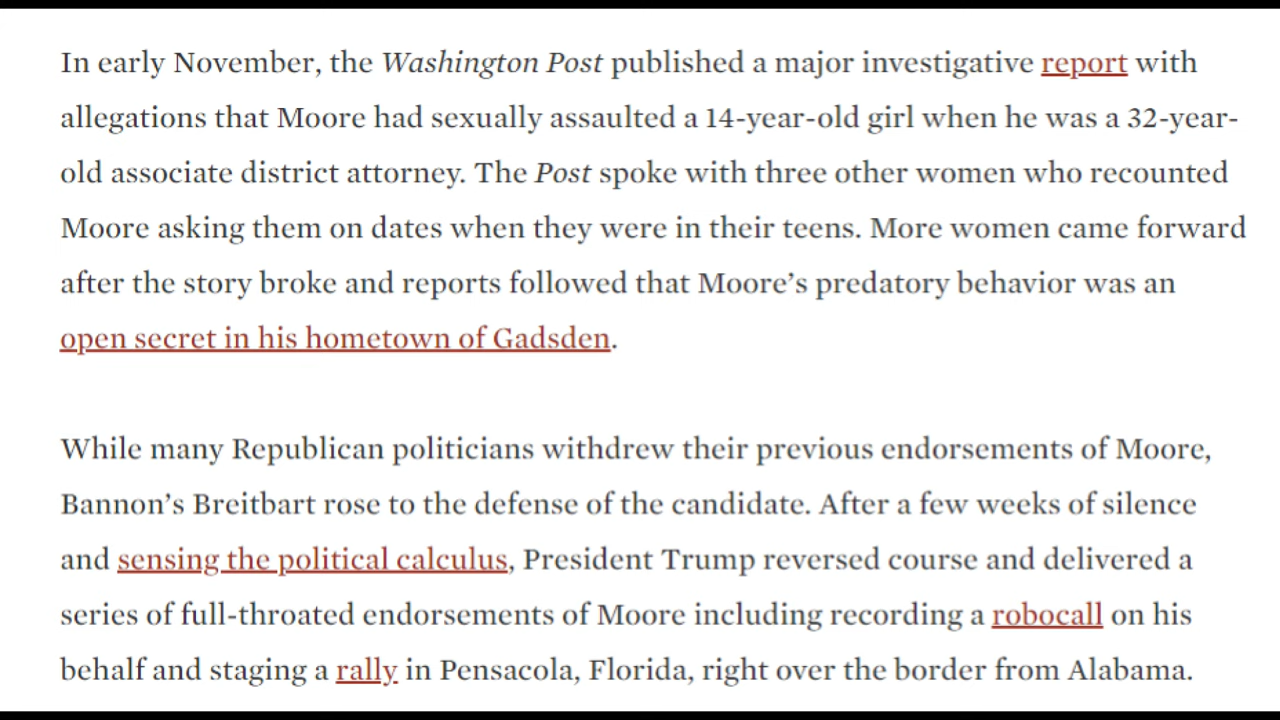 In early November, the Washington Post published a major investigative report with
allegations that Moore had sexually assaulted a 14-year-old girl when he was a 32-year-
old associate district attorney. The Post spoke with three other women who recounted
Moore asking them on dates when they were in their teens. More women came forward
after the story broke and reports followed that Moore’s predatory behavior was an
open secret in his hometown of Gadsden.
While many Republican politicians withdrew their previous endorsements of Moore,
Bannon’s Breitbart rose to the defense of the candidate. After a few weeks of silence
and sensing the political calculus, President Trump reversed course and delivered a
series of full-throated endorsements of Moore including recording a robocall on his
behalf and staging a rally in Pensacola, Florida, right over the border from Alabama.